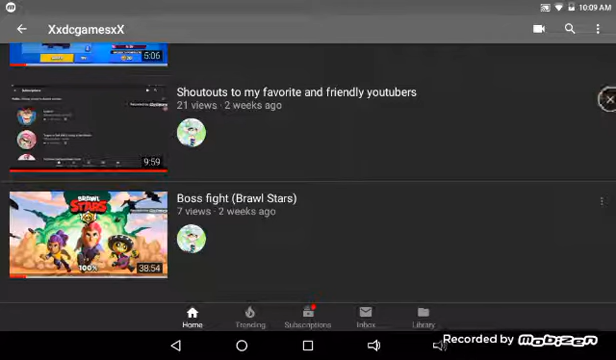 10:09 AM
XxdcgamesxX
5:06
Shoutouts to my favorite and friendly youtubers
21 views · 2 weeks ago
9:59
Boss fight (Brawl Stars)
7 views · 2 weeks ago
BRAWL
STARS
100%
38:54
Home
Trending
Subscriptions
Inbox
Library
Recorded by Mobizen